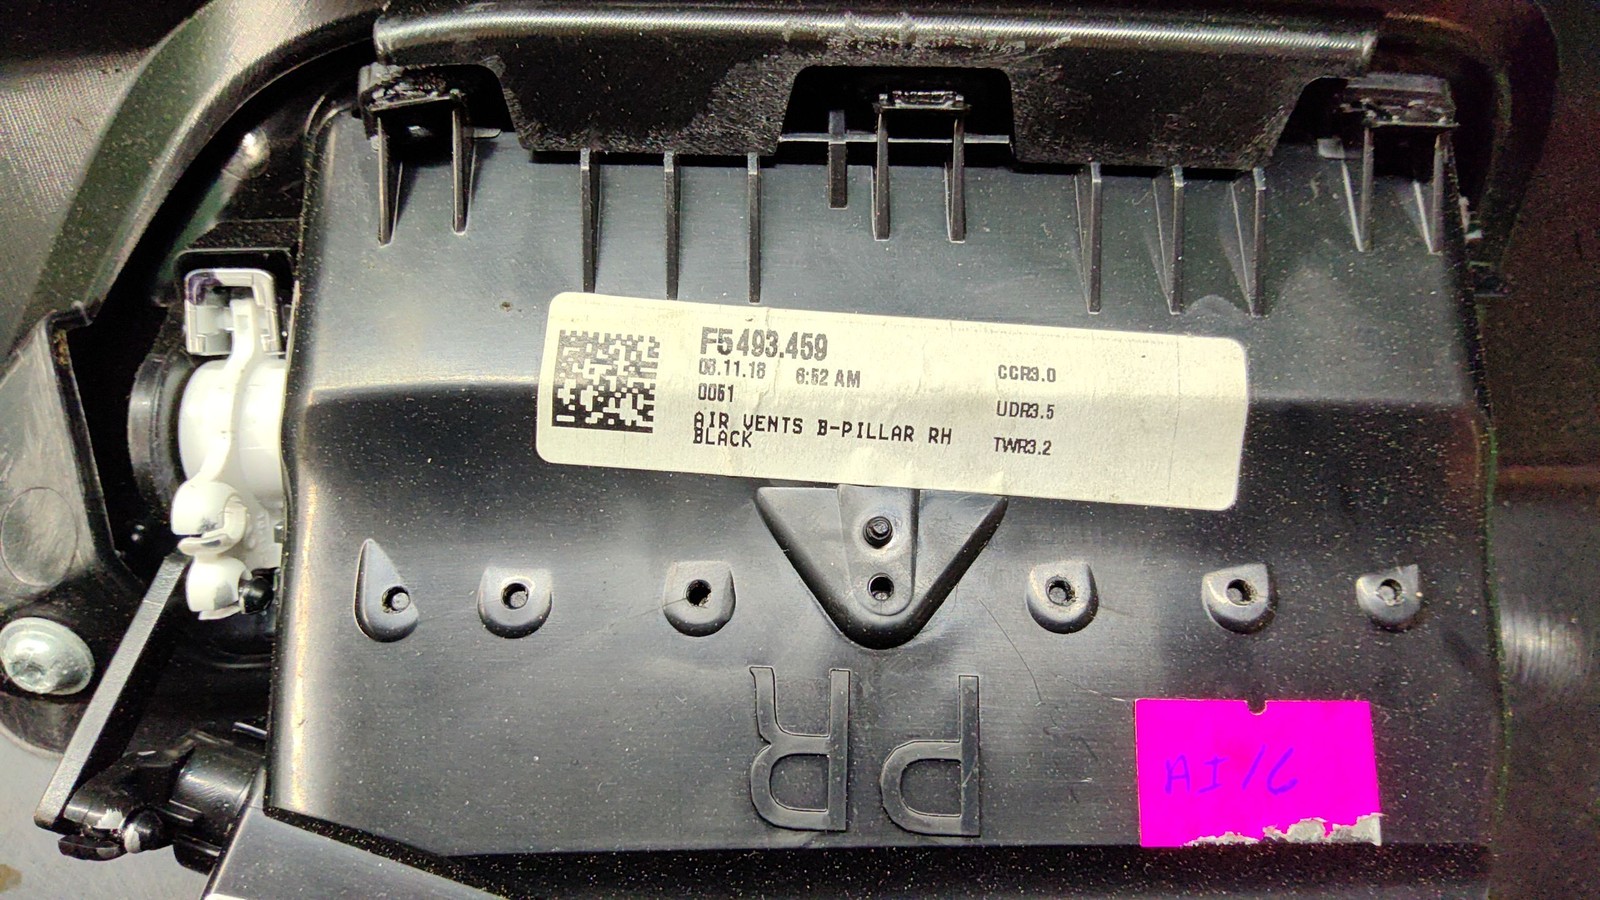 F5493.459
08.11.18 6:52 AM
0051
AIR VENTS B-PILLAR RH
BLACK
CCR3.0
UDR3.5
TWR3.2
PR
AI/6